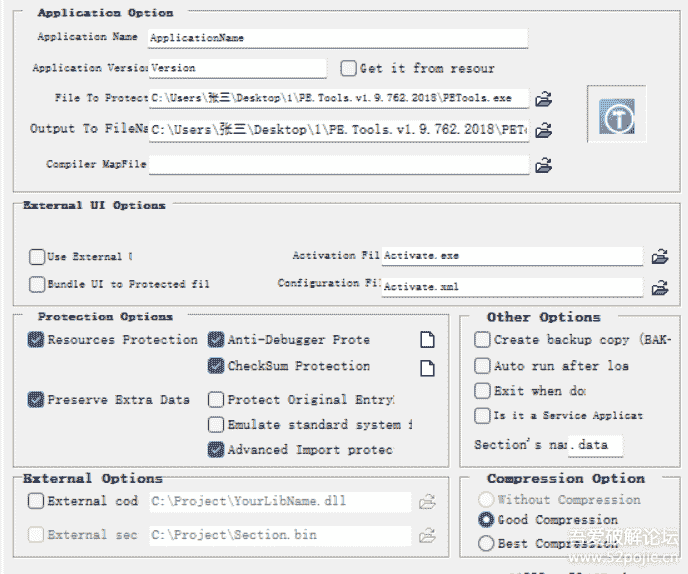 Application Option
Application Name ApplicationName
Application Version Version Get it from resour
File To Protect C:\Users\张三\Desktop\1\PE.Tools.v1.9.762.2018\PETools.exe
Output To FileNa C:\Users\张三\Desktop\1\PE.Tools.v1.9.762.2018\PETo
Compiler MapFile
External UI Options
Use External U Activation Fil Activate.exe
Bundle UI to Protected fil Configuration Fil Activate.xml
Protection Options
Resources Protection Anti-Debugger Prote
CheckSum Protection
Preserve Extra Data Protect Original Entryl
Emulate standard system f
Advanced Import protec
Other Options
Create backup copy (BAK-
Auto run after loa
Exit when do
Is it a Service Applicat
Section's na .data
External Options
External cod C:\Project\YourLibName.dll
External sec C:\Project\Section.bin
Compression Option
Without Compression
Good Compression
Best Compression
吾爱破解论坛
www.52pojie.cn